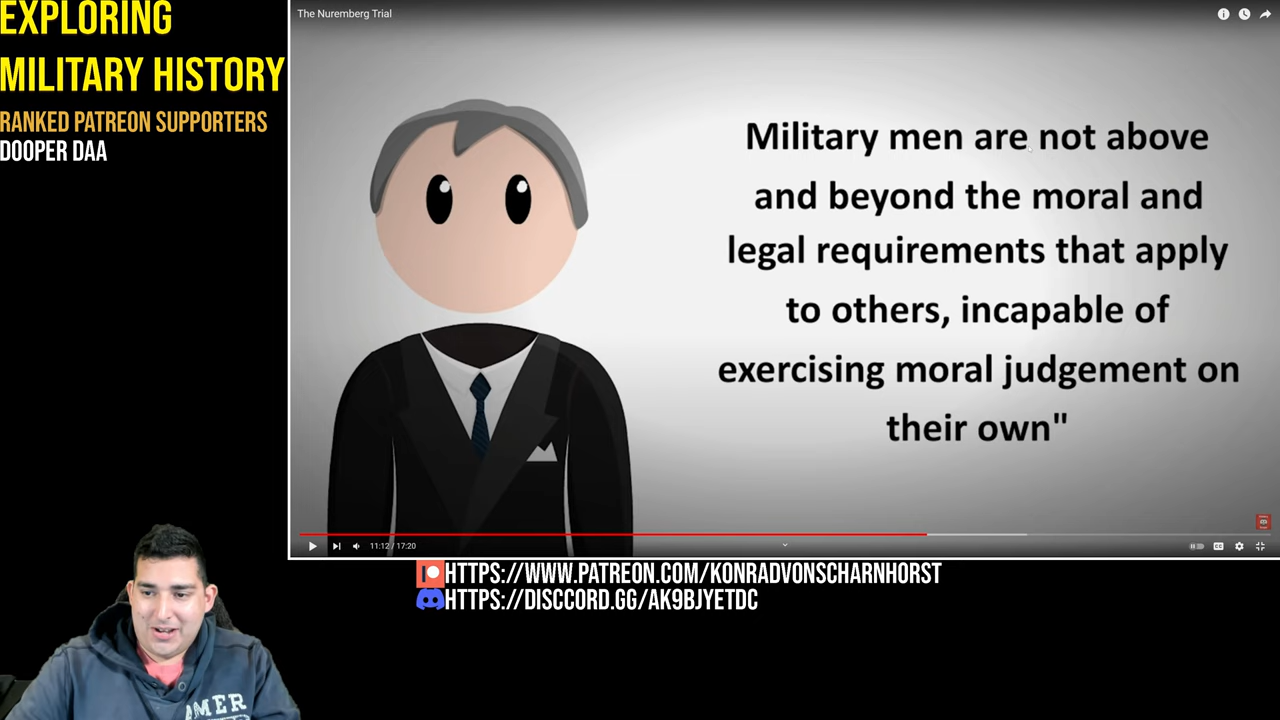 EXPLORING
MILITARY HISTORY
RANKED PATREON SUPPORTERS
DOOPER DAA
The Nuremberg Trial
Military men are not above
and beyond the moral and
legal requirements that apply
to others, incapable of
exercising moral judgement on
their own"
11:12 / 17:20
HTTPS://WWW.PATREON.COM/KONRADVONSCHARNHORST
HTTPS://DISCCORD.GG/AK9BJYETDC